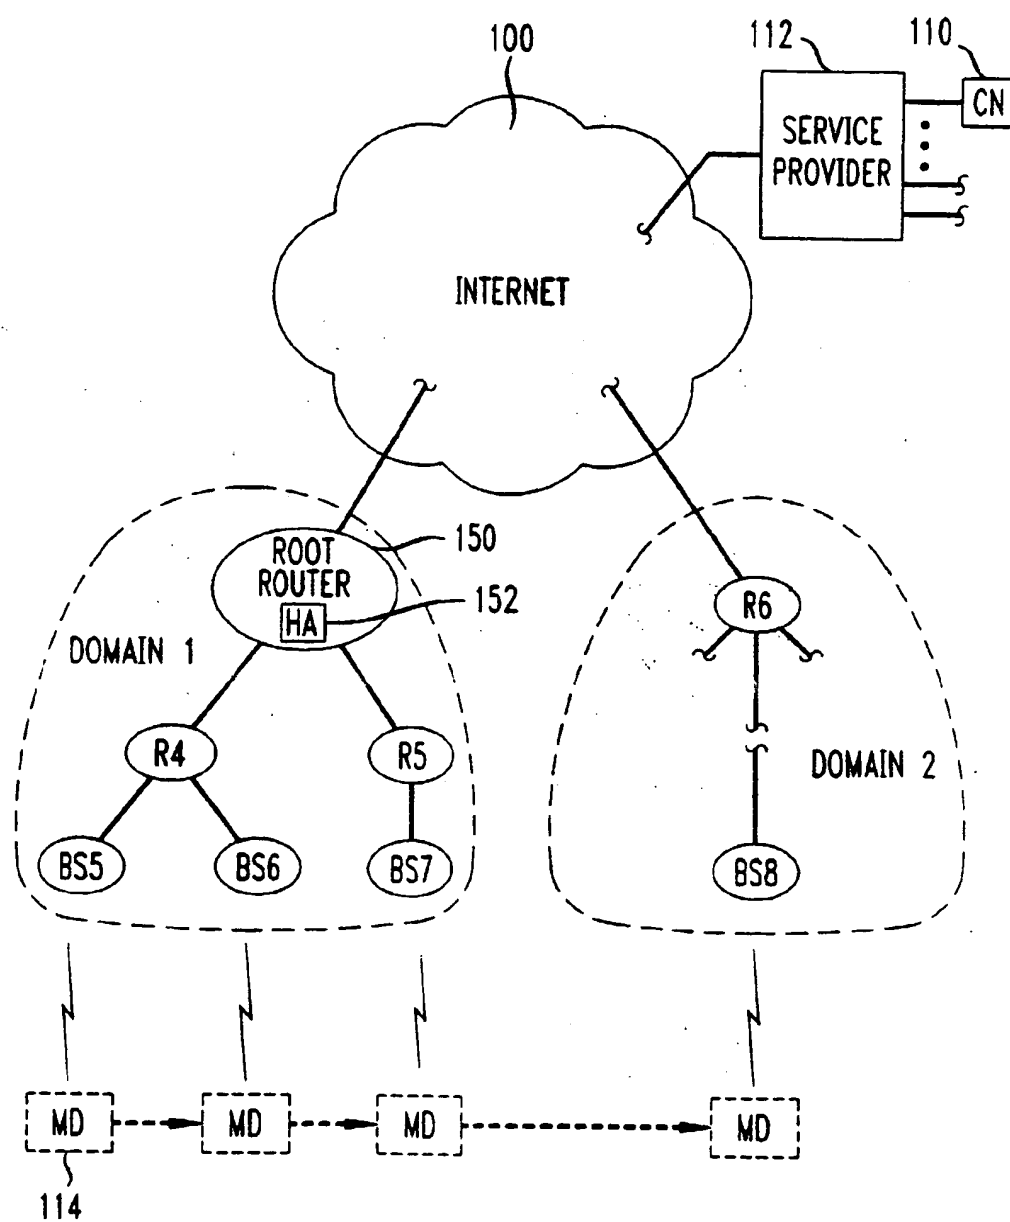 100
112
110
CN
SERVICE
PROVIDER
INTERNET
ROOT
ROUTER
HA
150
152
R6
DOMAIN 1
R4
R5
DOMAIN 2
BS5
BS6
BS7
BS8
MD
MD
MD
MD
114